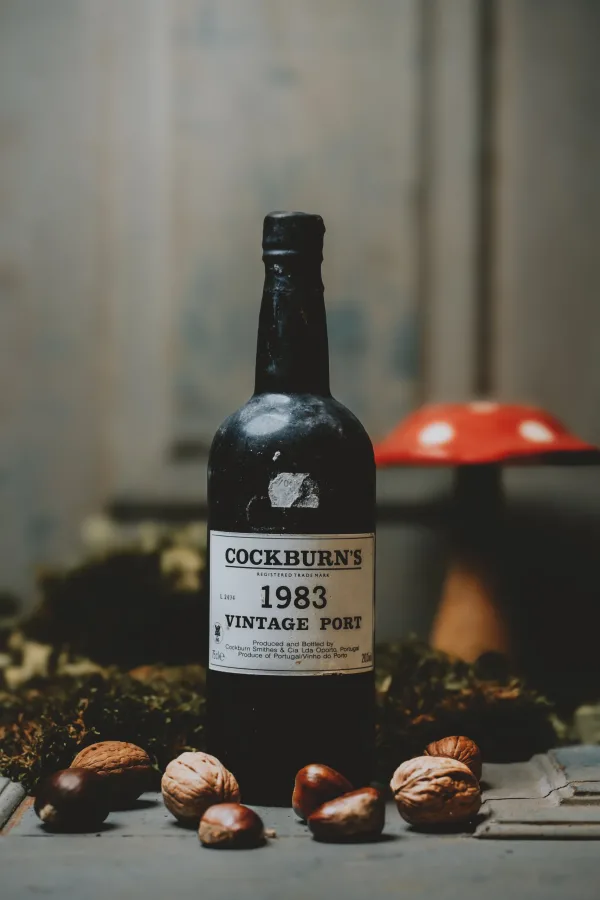 COCKBURN'S
REGISTERED TRADE MARK
1983
VINTAGE PORT
Produced and Bottled by
Cockburn Smithes & Cia Lda Oporto, Portugal
Produce of Portugal/Vinho do Porto